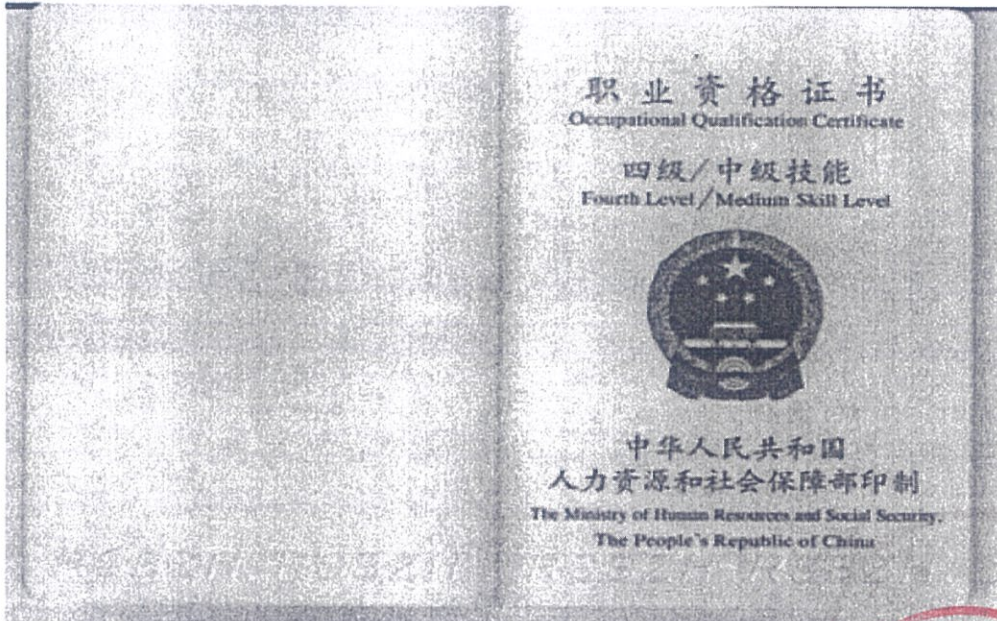 职业资格证书
Occupational Qualification Certificate
四级/中级技能
Fourth Level/Medium Skill Level
中华人民共和国
人力资源和社会保障部印制
The Ministry of Human Resources and Social Security,
The People's Republic of China